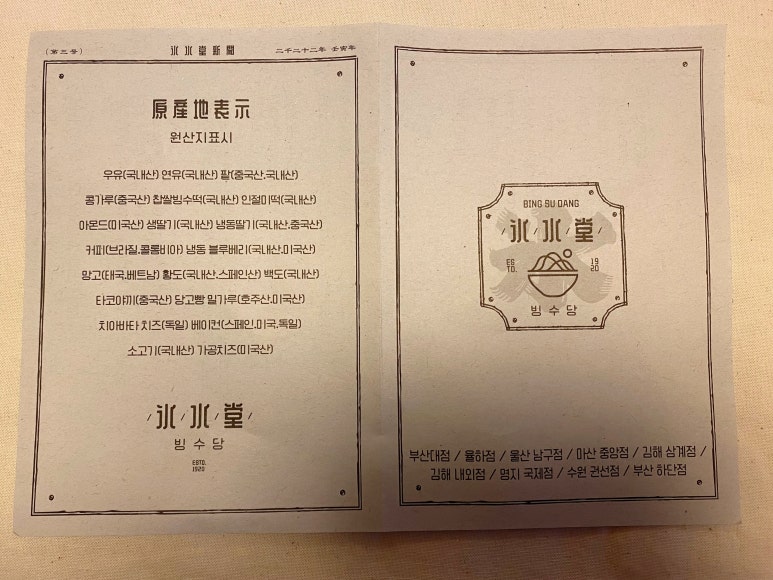 (第三号)
氷水堂新聞
二千二十二年 壬寅年
原産地表示
원산지표시
우유(국내산) 연유(국내산) 팥(중국산,국내산)
콩가루(중국산) 찹쌀빙수떡(국내산) 인절미떡(국내산)
아몬드(미국산) 생딸기(국내산) 냉동딸기(국내산,중국산)
커피(브라질,콜롬비아) 냉동 블루베리(국내산,미국산)
망고(태국,베트남) 황도(국내산,스페인산) 백도(국내산)
타코야끼(중국산) 당고빵 밀가루(호주산,미국산)
치아바타 치즈(독일) 베이컨(스페인,미국,독일)
소고기(국내산) 가공치즈(미국산)
/氷/水/堂/
빙수당
ESTD.
1920
BING SU DANG
/氷/水/堂/
ES
TD.
19
20
빙수당
부산대점 / 율하점 / 울산 남구점 / 마산 중앙점 / 김해 삼계점 /
김해 내외점 / 명지 국제점 / 수원 권선점 / 부산 하단점